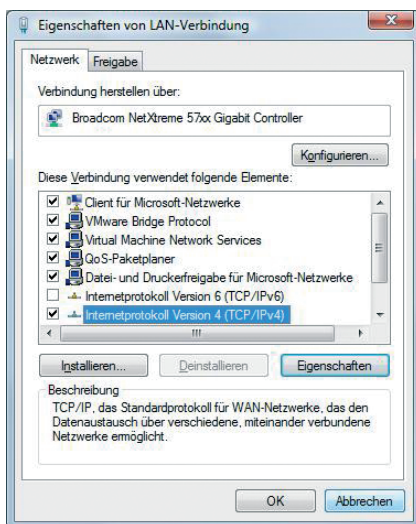 Eigenschaften von LAN-Verbindung
Netzwerk Freigabe
Verbindung herstellen über:
Broadcom NetXtreme 57xx Gigabit Controller
Konfigurieren...
Diese Verbindung verwendet folgende Elemente:
Client für Microsoft-Netzwerke
VMware Bridge Protocol
Virtual Machine Network Services
QoS-Paketplaner
Datei- und Druckerfreigabe für Microsoft-Netzwerke
Internetprotokoll Version 6 (TCP/IPv6)
Internetprotokoll Version 4 (TCP/IPv4)
Installieren... Deinstallieren Eigenschaften
Beschreibung
TCP/IP, das Standardprotokoll für WAN-Netzwerke, das den
Datenaustausch über verschiedene, miteinander verbundene
Netzwerke ermöglicht.
OK Abbrechen